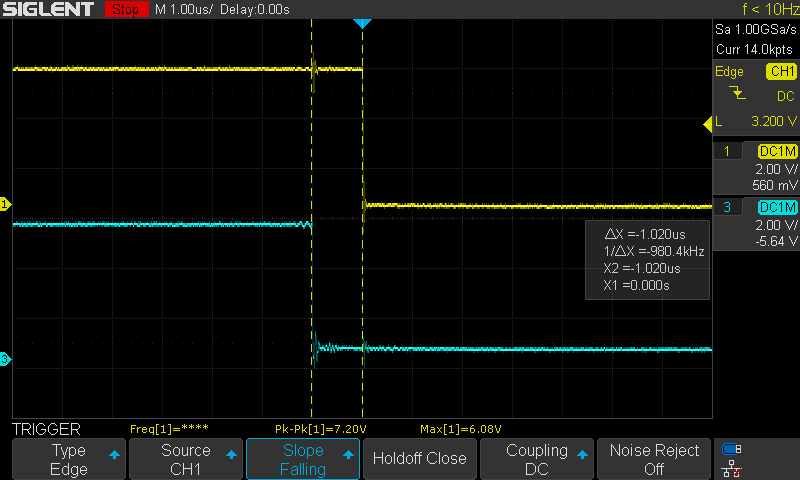 SIGLENT Stop M 1.00us/ Delay:0.00s f < 10Hz
Sa 1.00GSa/s
Curr 14.0kpts
Edge CH1
DC
L 3.200 V
1 DC1M
2.00 V/
560 mV
3 DC1M
2.00 V/
-5.64 V
1
3
ΔX =-1.020us
1/ΔX =-980.4kHz
X2 =-1.020us
X1 =0.000s
TRIGGER Freq[1]=**** Pk-Pk[1]=7.20V Max[1]=6.08V
Type Edge
Source CH1
Slope Falling
Holdoff Close
Coupling DC
Noise Reject Off